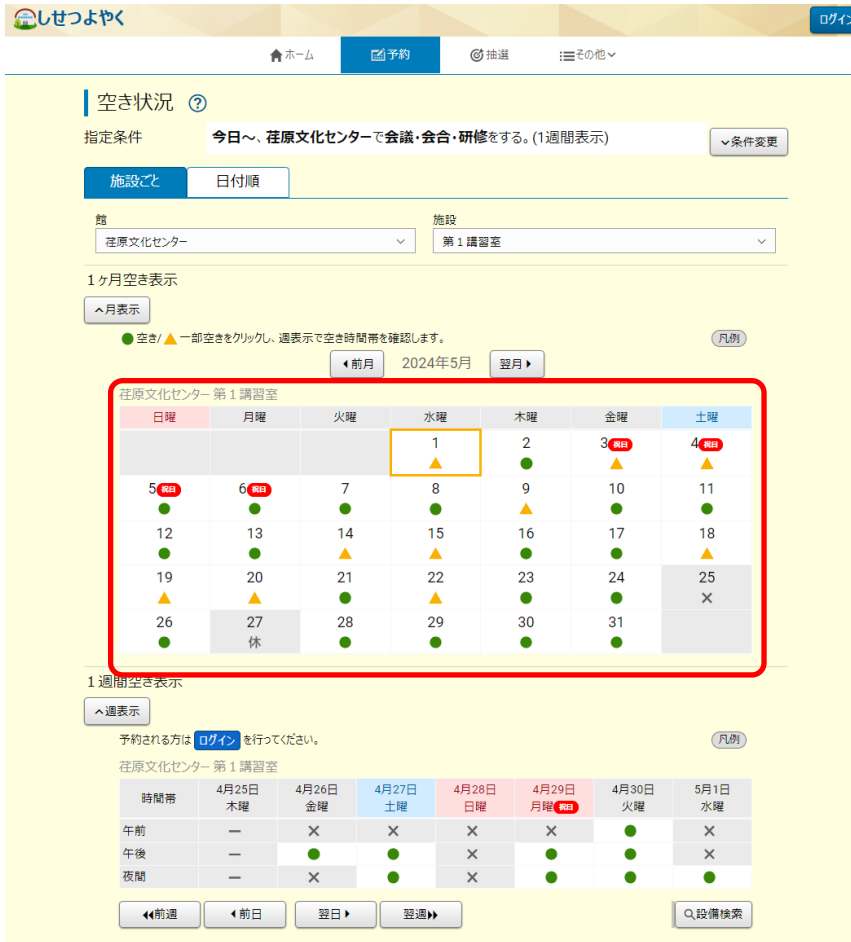 しせつよやく ログイン
ホーム 予約 抽選 その他
空き状況 ?
指定条件 今日～、荏原文化センターで会議・会合・研修をする。(1週間表示) 条件変更
施設ごと 日付順
館 施設
荏原文化センター 第１講習室
1ヶ月空き表示
月表示
● 空き/▲ 一部空きをクリックし、週表示で空き時間帯を確認します。 凡例
前月 2024年5月 翌月
荏原文化センター 第１講習室
日曜 月曜 火曜 水曜 木曜 金曜 土曜
1 2 3 祝日 4 祝日
▲ ● ▲ ▲
5 祝日 6 祝日 7 8 9 10 11
● ● ● ● ▲ ● ●
12 13 14 15 16 17 18
● ● ▲ ▲ ● ● ▲
19 20 21 22 23 24 25
▲ ▲ ● ▲ ● ● ×
26 27 28 29 30 31
● 休 ● ● ● ●
1週間空き表示
週表示
予約される方は ログイン を行ってください。 凡例
荏原文化センター 第１講習室
時間帯 4月25日 4月26日 4月27日 4月28日 4月29日 4月30日 5月1日
木曜 金曜 土曜 日曜 月曜 祝日 火曜 水曜
午前 － × × × × ● ×
午後 － ● ● × ● ● ×
夜間 － × ● × ● ● ●
前週 前日 翌日 翌週 設備検索